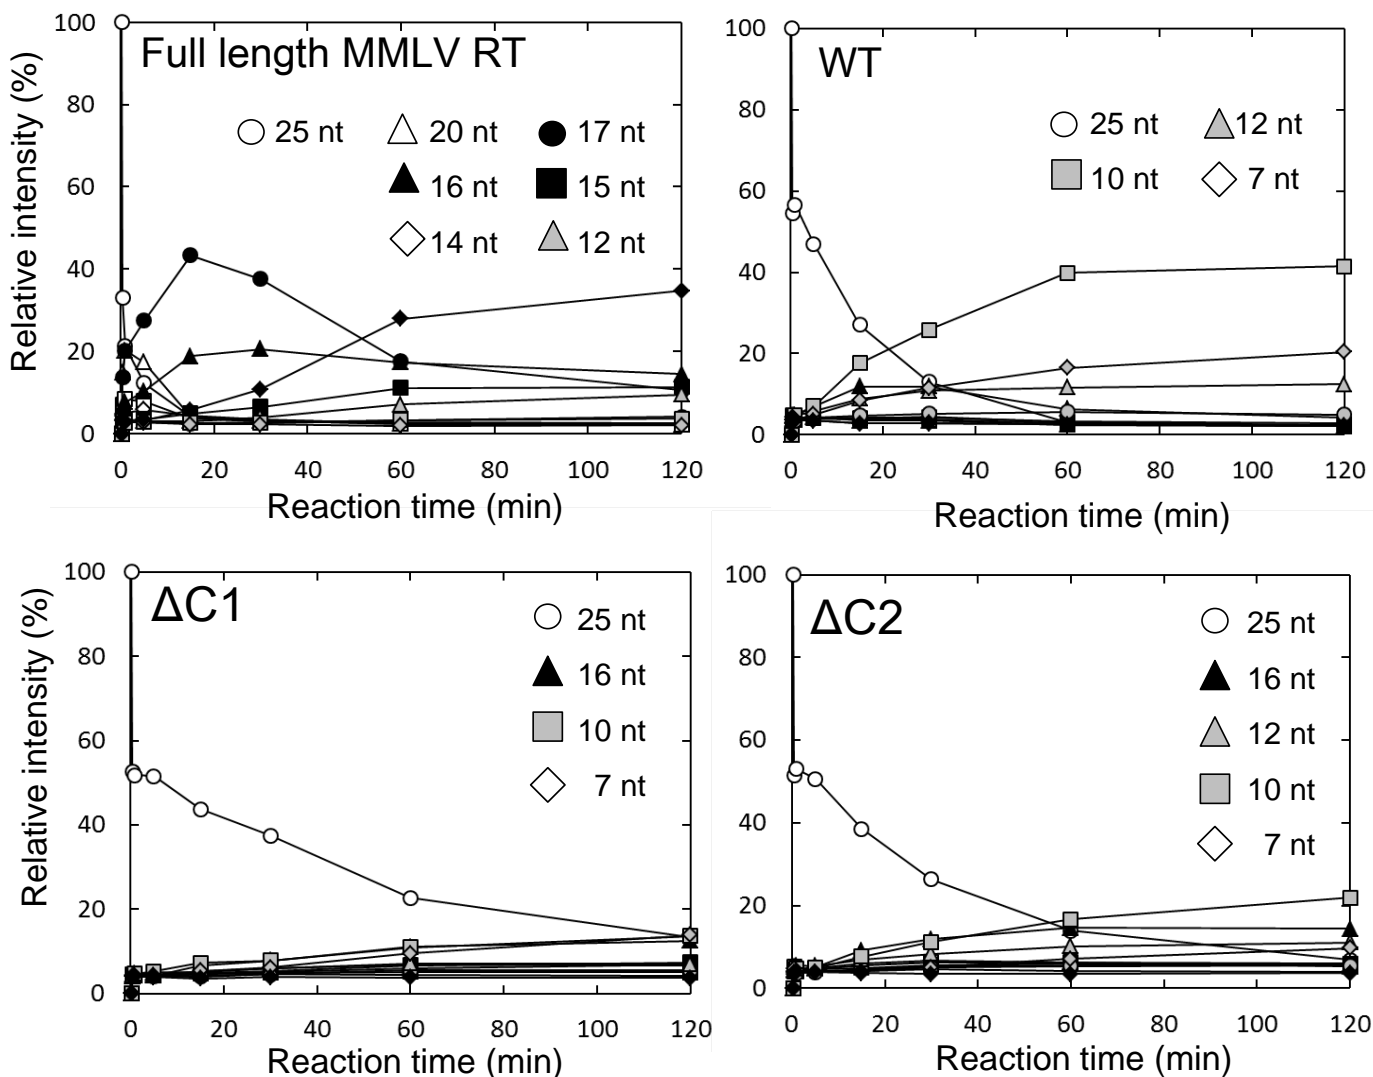 Full length MMLV RT
25 nt 20 nt 17 nt
16 nt 15 nt
14 nt 12 nt
Relative intensity (%)
100
80
60
40
20
0
0 20 40 60 80 100 120
Reaction time (min)
WT
25 nt 12 nt
10 nt 7 nt
100
80
60
40
20
0
0 20 40 60 80 100 120
Reaction time (min)
ΔC1
25 nt
16 nt
10 nt
7 nt
Relative intensity (%)
100
80
60
40
20
0
0 20 40 60 80 100 120
Reaction time (min)
ΔC2
25 nt
16 nt
12 nt
10 nt
7 nt
100
80
60
40
20
0
0 20 40 60 80 100 120
Reaction time (min)